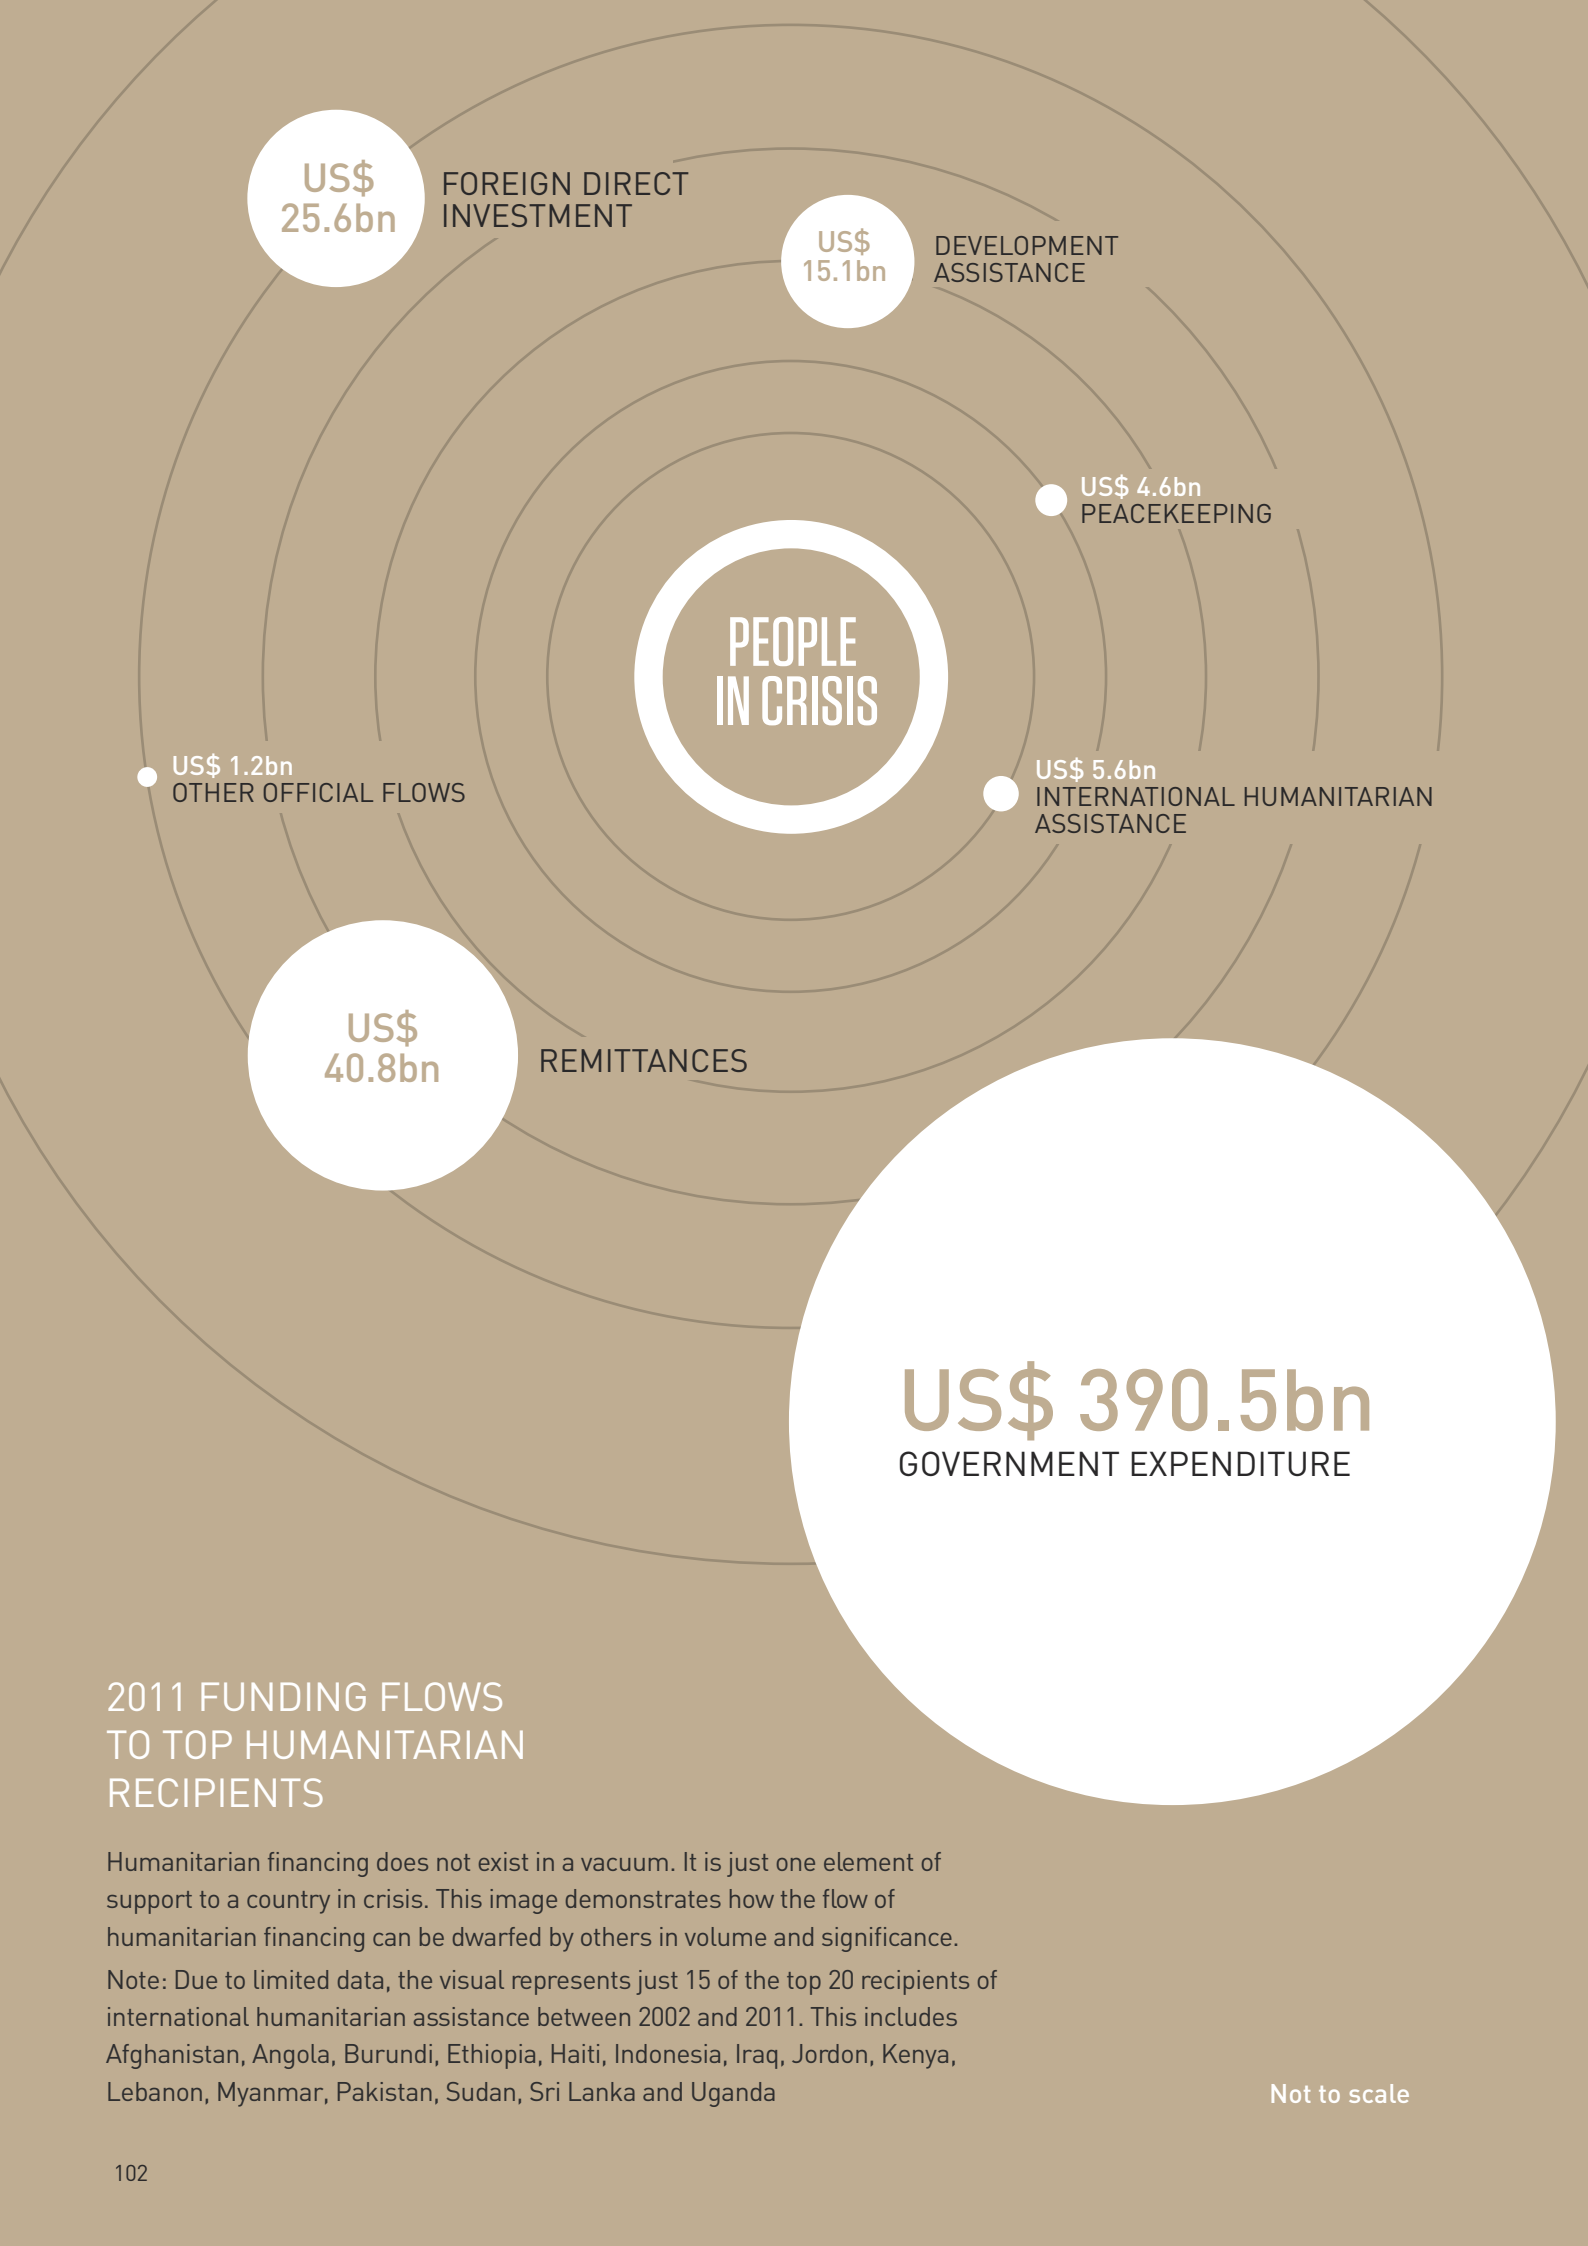 US$
25.6bn
FOREIGN DIRECT
INVESTMENT
US$
15.1bn
DEVELOPMENT
ASSISTANCE
US$ 4.6bn
PEACEKEEPING
PEOPLE
IN CRISIS
US$ 1.2bn
OTHER OFFICIAL FLOWS
US$ 5.6bn
INTERNATIONAL HUMANITARIAN
ASSISTANCE
US$
40.8bn
REMITTANCES
US$ 390.5bn
GOVERNMENT EXPENDITURE
2011 FUNDING FLOWS
TO TOP HUMANITARIAN
RECIPIENTS
Humanitarian financing does not exist in a vacuum. It is just one element of
support to a country in crisis. This image demonstrates how the flow of
humanitarian financing can be dwarfed by others in volume and significance.
Note: Due to limited data, the visual represents just 15 of the top 20 recipients of
international humanitarian assistance between 2002 and 2011. This includes
Afghanistan, Angola, Burundi, Ethiopia, Haiti, Indonesia, Iraq, Jordon, Kenya,
Lebanon, Myanmar, Pakistan, Sudan, Sri Lanka and Uganda
Not to scale
102